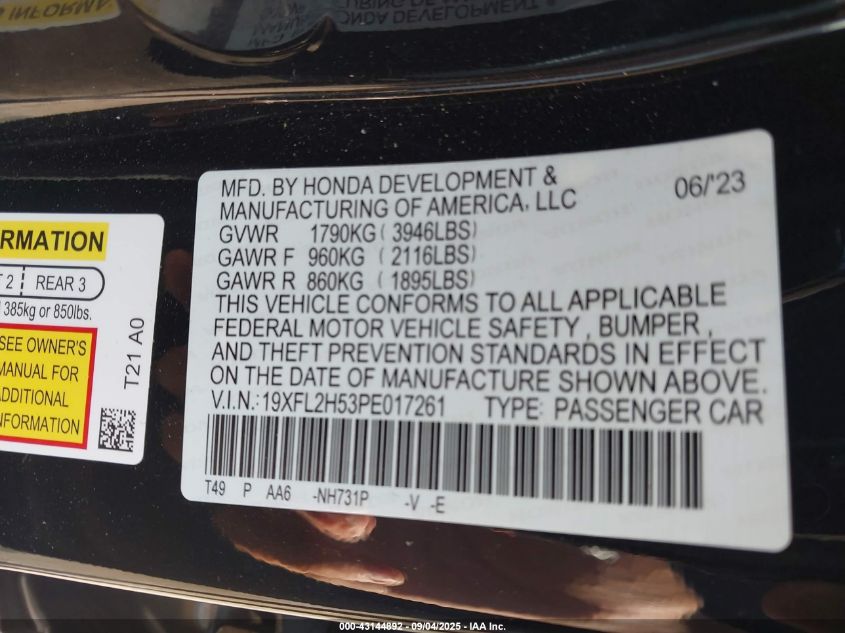 S INFORMA
MFD. BY HONDA DEVELOPMENT &
MANUFACTURING OF AMERICA, LLC
06/'23
GVWR 1790KG ( 3946LBS)
GAWR F 960KG ( 2116LBS)
GAWR R 860KG ( 1895LBS)
THIS VEHICLE CONFORMS TO ALL APPLICABLE
FEDERAL MOTOR VEHICLE SAFETY , BUMPER ,
AND THEFT PREVENTION STANDARDS IN EFFECT
ON THE DATE OF MANUFACTURE SHOWN ABOVE.
V.I.N.:19XFL2H53PE017261 TYPE: PASSENGER CAR
T49 P AA6 -NH731P -V -E
RMATION
T 2 REAR 3
385kg or 850lbs.
SEE OWNER'S
MANUAL FOR
ADDITIONAL
INFORMATION
T21 A0
000-43144892 - 09/04/2025 - IAA Inc.